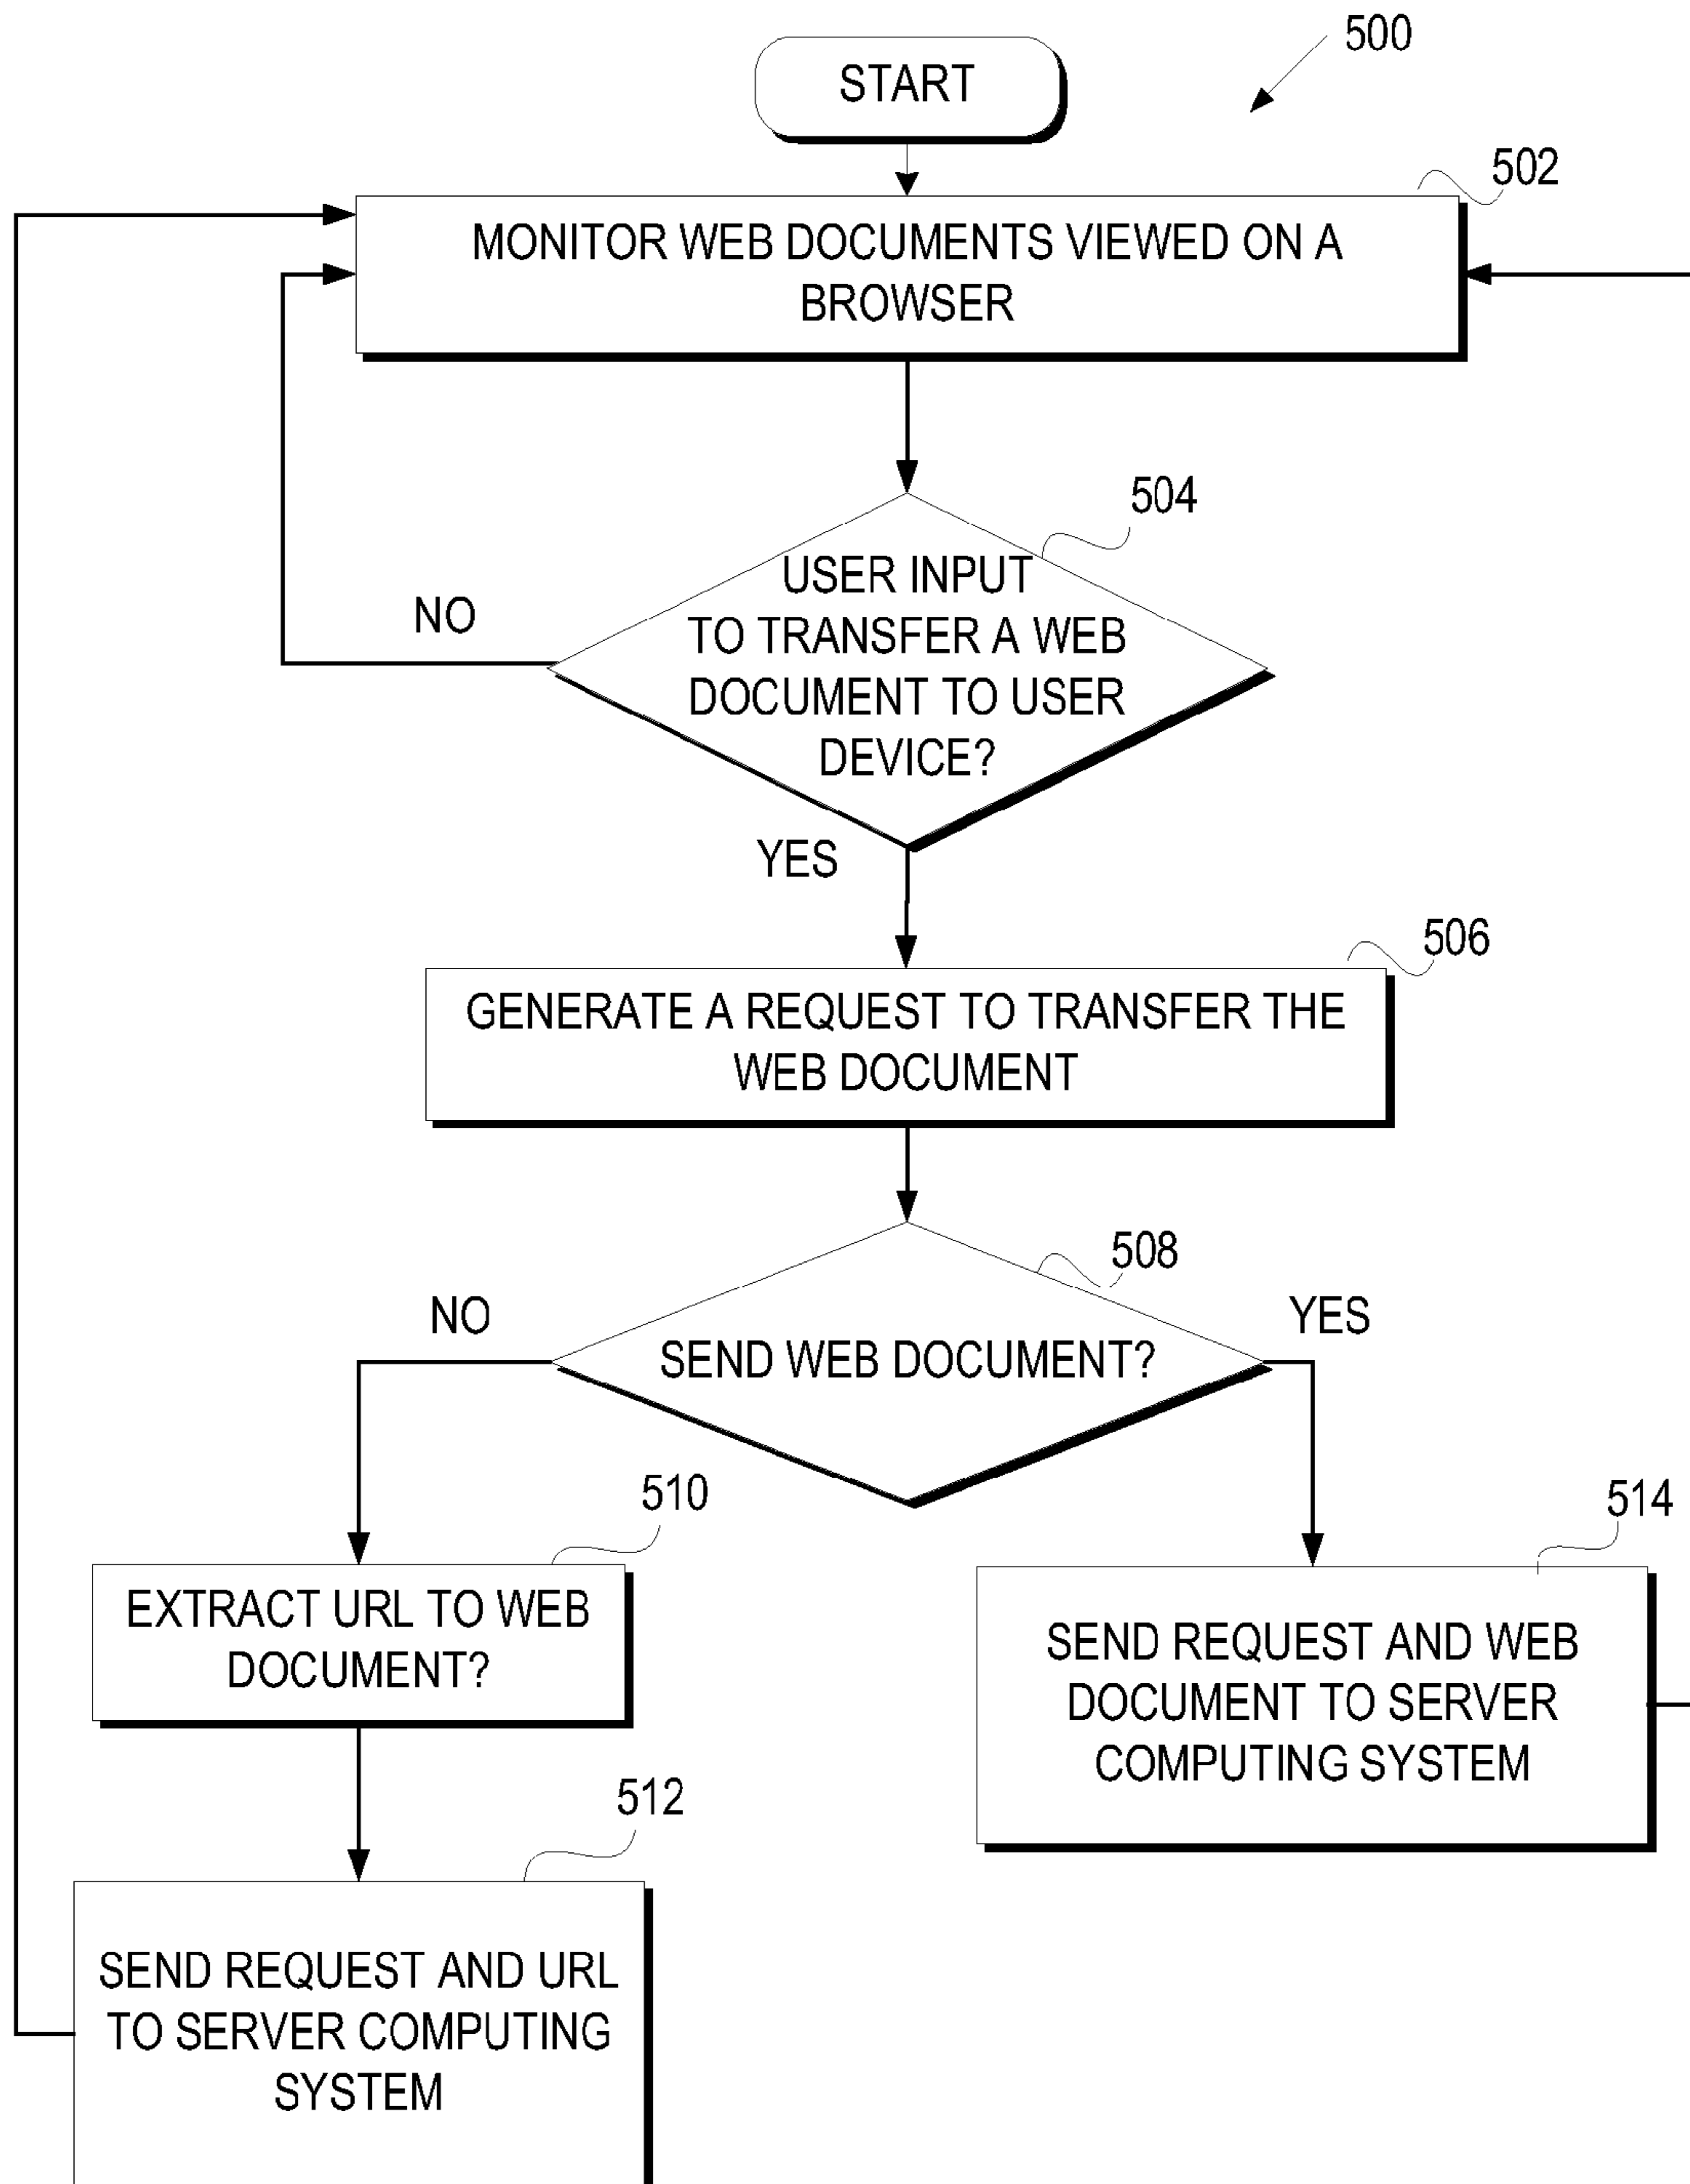 500
START
502
MONITOR WEB DOCUMENTS VIEWED ON A
BROWSER
504
USER INPUT
TO TRANSFER A WEB
DOCUMENT TO USER
DEVICE?
NO
YES
506
GENERATE A REQUEST TO TRANSFER THE
WEB DOCUMENT
508
NO
YES
SEND WEB DOCUMENT?
510
EXTRACT URL TO WEB
DOCUMENT?
514
SEND REQUEST AND WEB
DOCUMENT TO SERVER
COMPUTING SYSTEM
512
SEND REQUEST AND URL
TO SERVER COMPUTING
SYSTEM